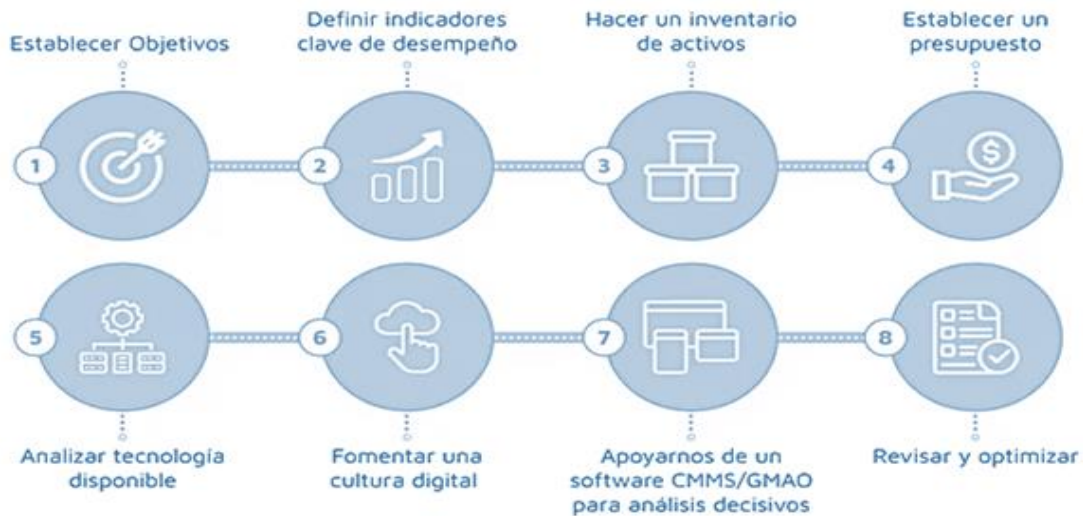 Establecer Objetivos
Definir indicadores
clave de desempeño
Hacer un inventario
de activos
Establecer un
presupuesto
1
2
3
4
$
5
6
7
8
Analizar tecnología
disponible
Fomentar una
cultura digital
Apoyarnos de un
software CMMS/GMAO
para análisis decisivos
Revisar y optimizar